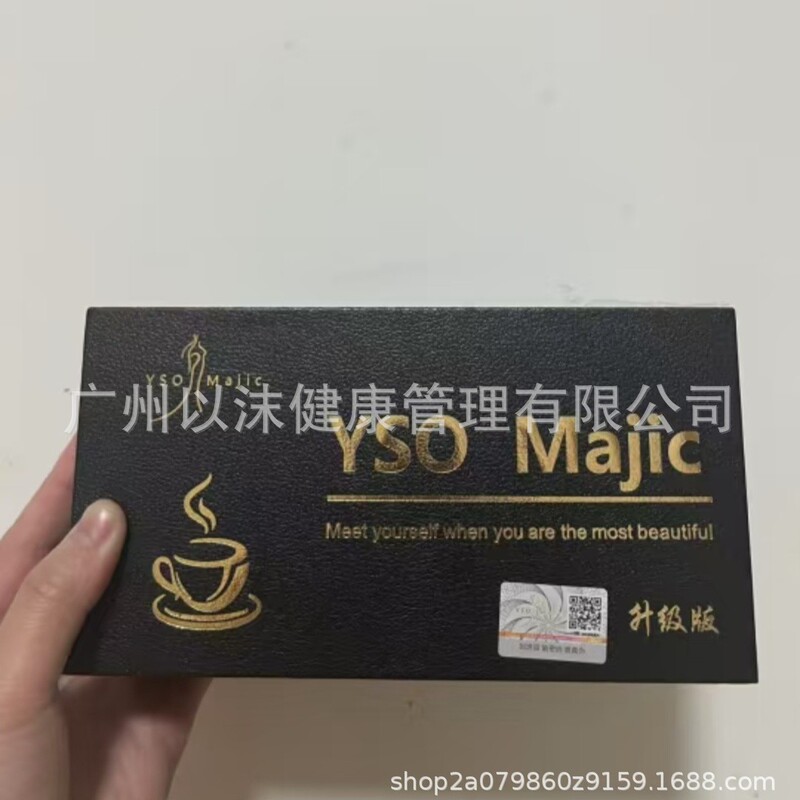 YSO Majic
广州以沫健康管理有限公司
YSO Majic
Meet yourself when you are the most beautiful
升级版
shop2a079860z9159.1688.com